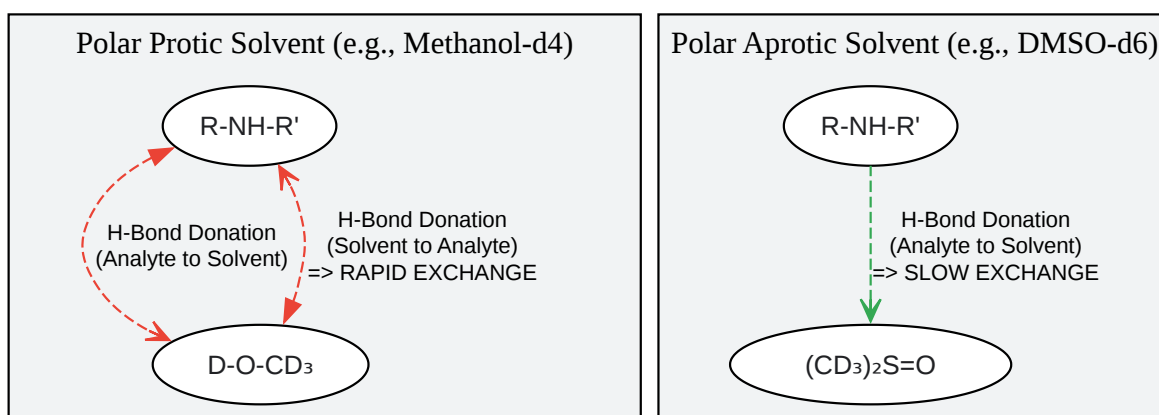 Polar Protic Solvent (e.g., Methanol-d4)
R-NH-R'
H-Bond Donation
(Analyte to Solvent)
H-Bond Donation
(Solvent to Analyte)
=> RAPID EXCHANGE
D-O-CD₃
Polar Aprotic Solvent (e.g., DMSO-d6)
R-NH-R'
H-Bond Donation
(Analyte to Solvent)
=> SLOW EXCHANGE
(CD₃)₂S=O